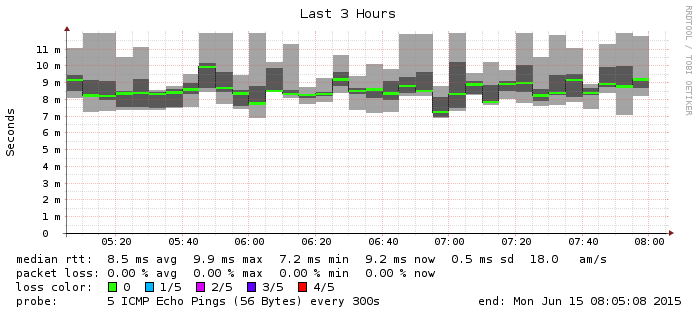 Last 3 Hours
RRDTOOL / TOBI OETIKER
Seconds
11 m
10 m
9 m
8 m
7 m
6 m
5 m
4 m
3 m
2 m
1 m
0
05:20 05:40 06:00 06:20 06:40 07:00 07:20 07:40 08:00
median rtt: 8.5 ms avg 9.9 ms max 7.2 ms min 9.2 ms now 0.5 ms sd 18.0 am/s
packet loss: 0.00 % avg 0.00 % max 0.00 % min 0.00 % now
loss color: 0 1/5 2/5 3/5 4/5
probe: 5 ICMP Echo Pings (56 Bytes) every 300s end: Mon Jun 15 08:05:08 2015